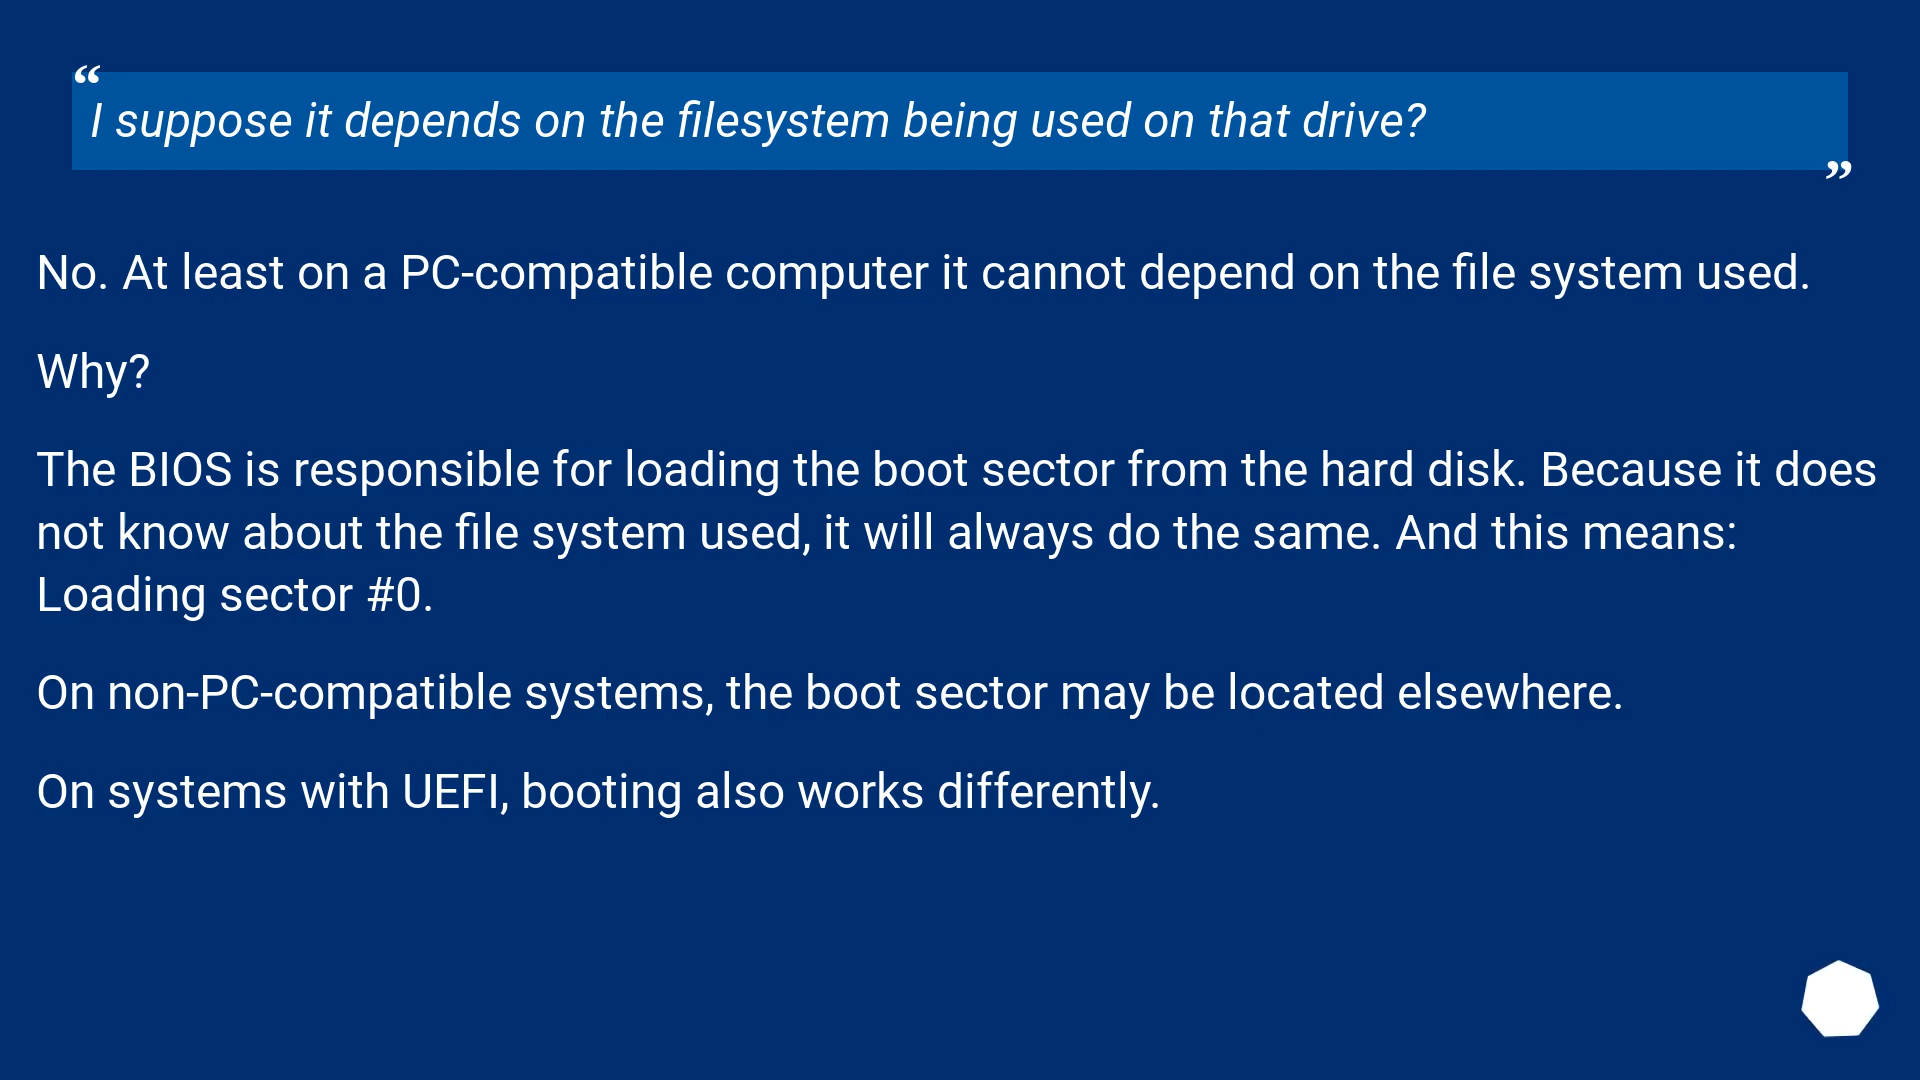 “
I suppose it depends on the filesystem being used on that drive?
”
No. At least on a PC-compatible computer it cannot depend on the file system used.
Why?
The BIOS is responsible for loading the boot sector from the hard disk. Because it does
not know about the file system used, it will always do the same. And this means:
Loading sector #0.
On non-PC-compatible systems, the boot sector may be located elsewhere.
On systems with UEFI, booting also works differently.